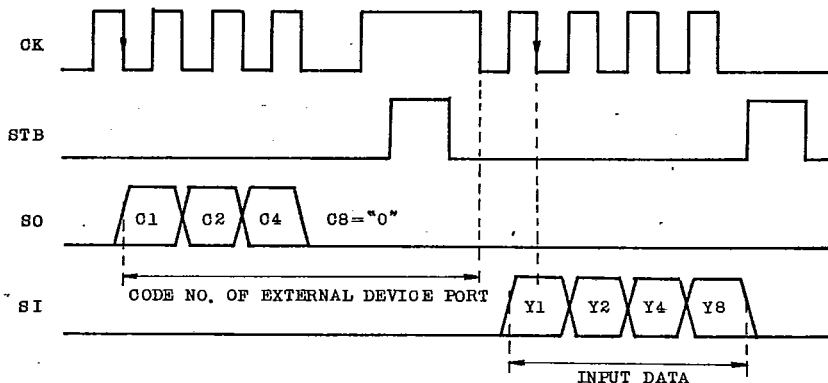 CK
STB
SO
C1 C2 C4 C8="0"
CODE NO. OF EXTERNAL DEVICE PORT
SI
Y1 Y2 Y4 Y8
INPUT DATA